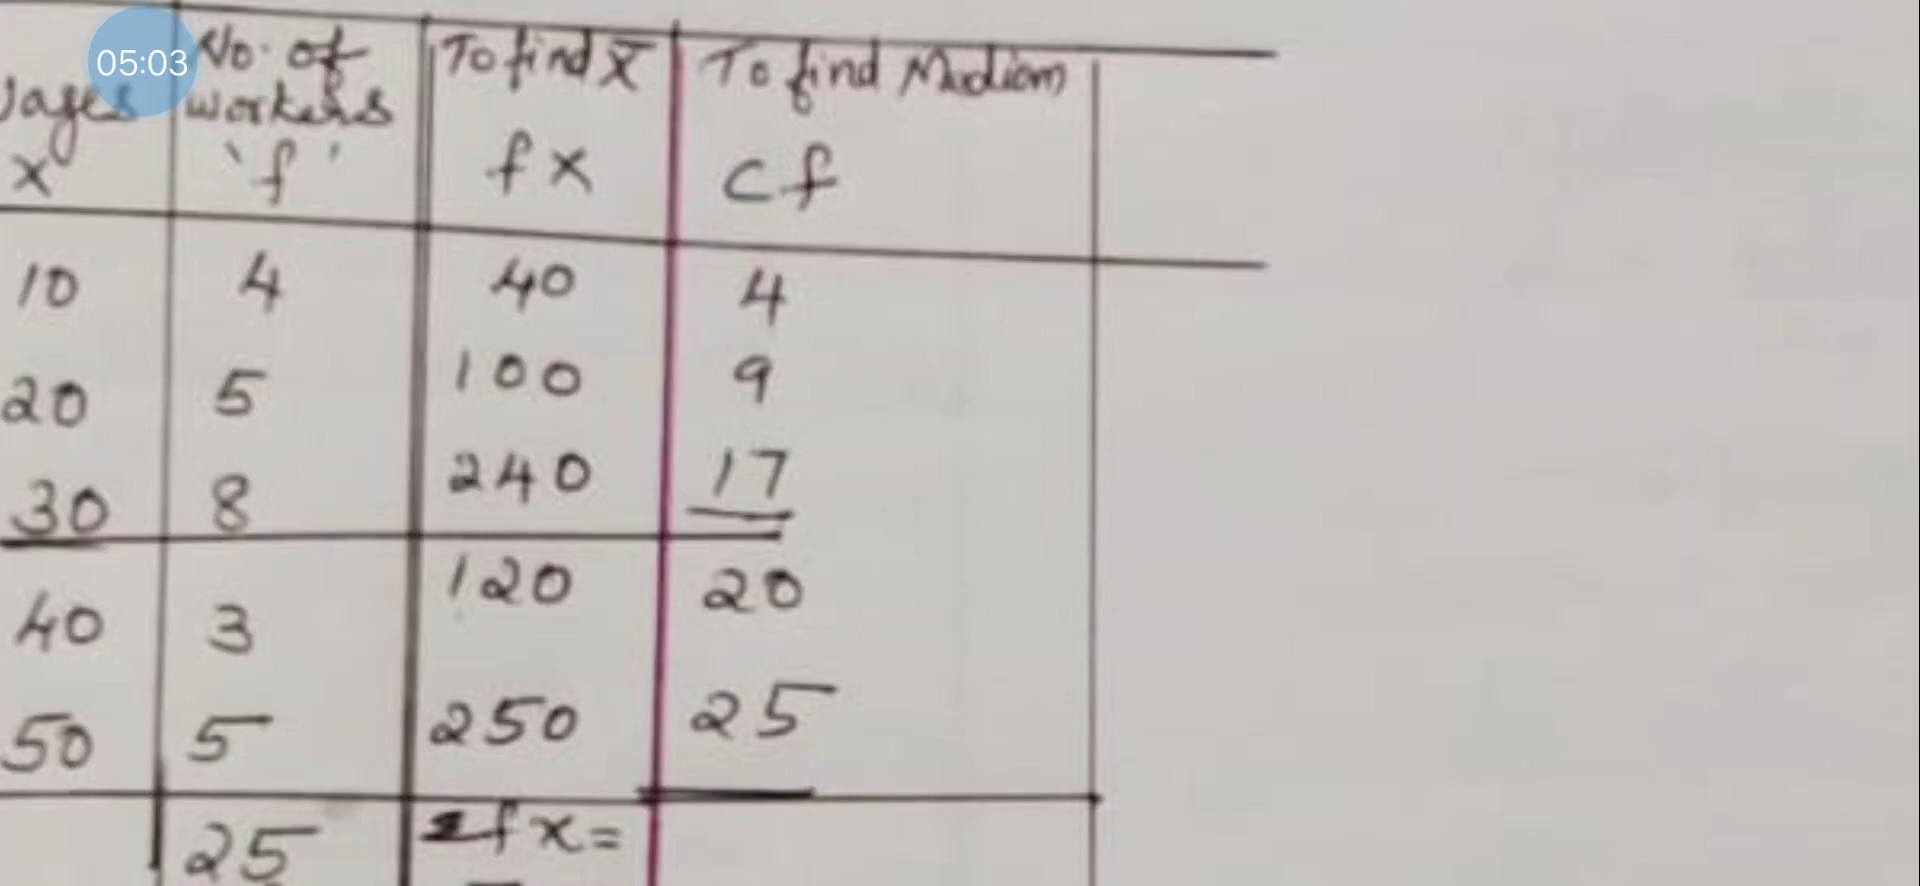 05:03
No. of To find x̅ To find Median
Wages workers
x 'f' fx cf
10 4 40 4
20 5 100 9
30 8 240 17
40 3 120 20
50 5 250 25
25 Σfx=